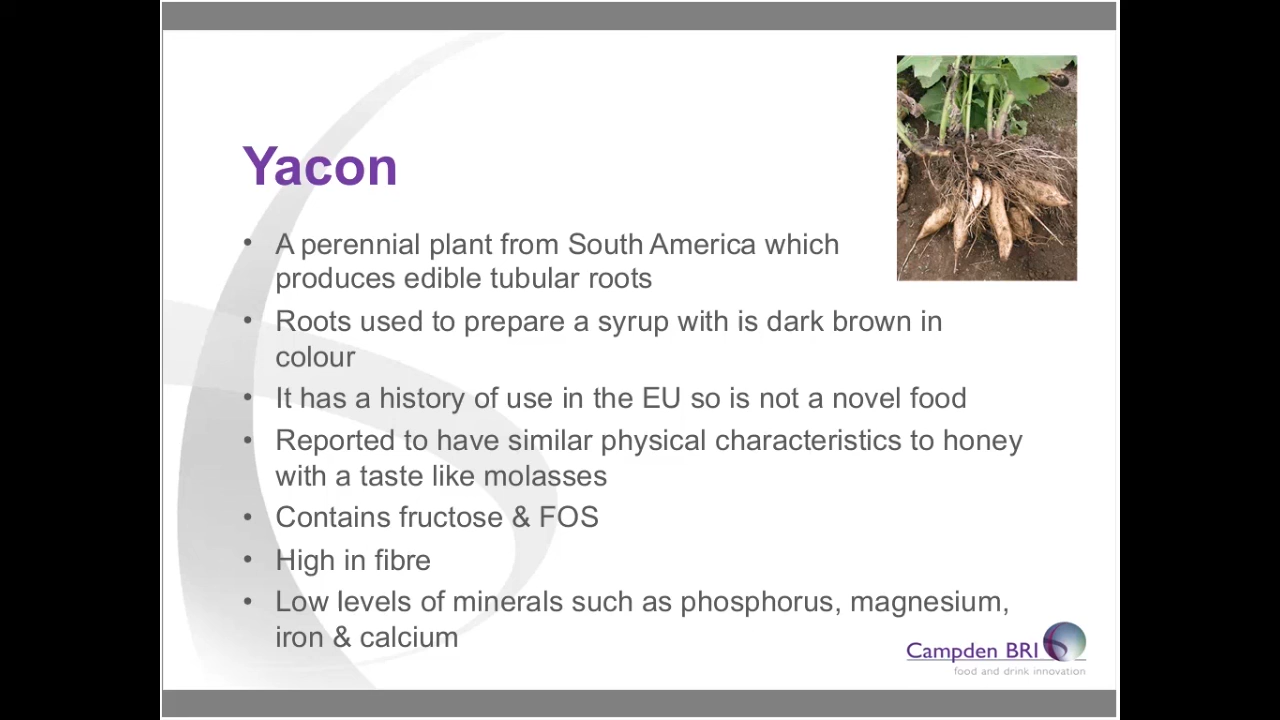 Yacon
• A perennial plant from South America which
produces edible tubular roots
• Roots used to prepare a syrup with is dark brown in
colour
• It has a history of use in the EU so is not a novel food
• Reported to have similar physical characteristics to honey
with a taste like molasses
• Contains fructose & FOS
• High in fibre
• Low levels of minerals such as phosphorus, magnesium,
iron & calcium
Campden BRI
food and drink innovation